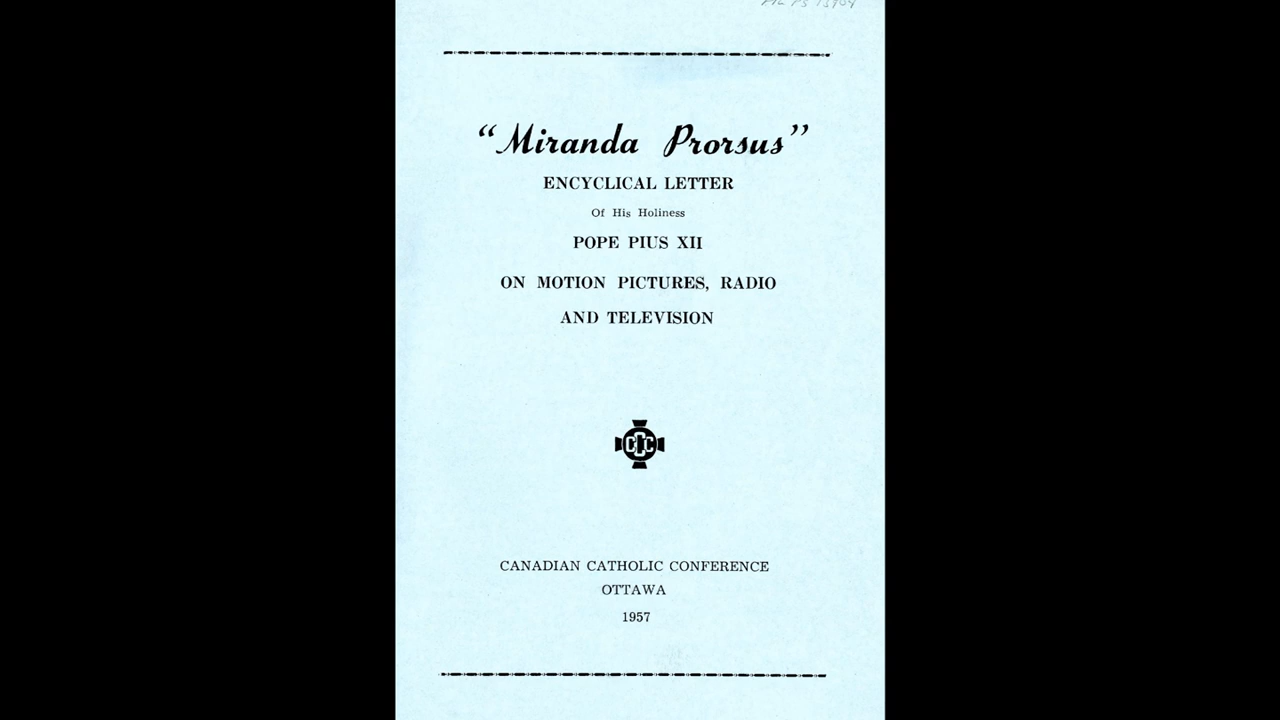 “Miranda Prorsus”
ENCYCLICAL LETTER
Of His Holiness
POPE PIUS XII
ON MOTION PICTURES, RADIO
AND TELEVISION
CCC
CANADIAN CATHOLIC CONFERENCE
OTTAWA
1957